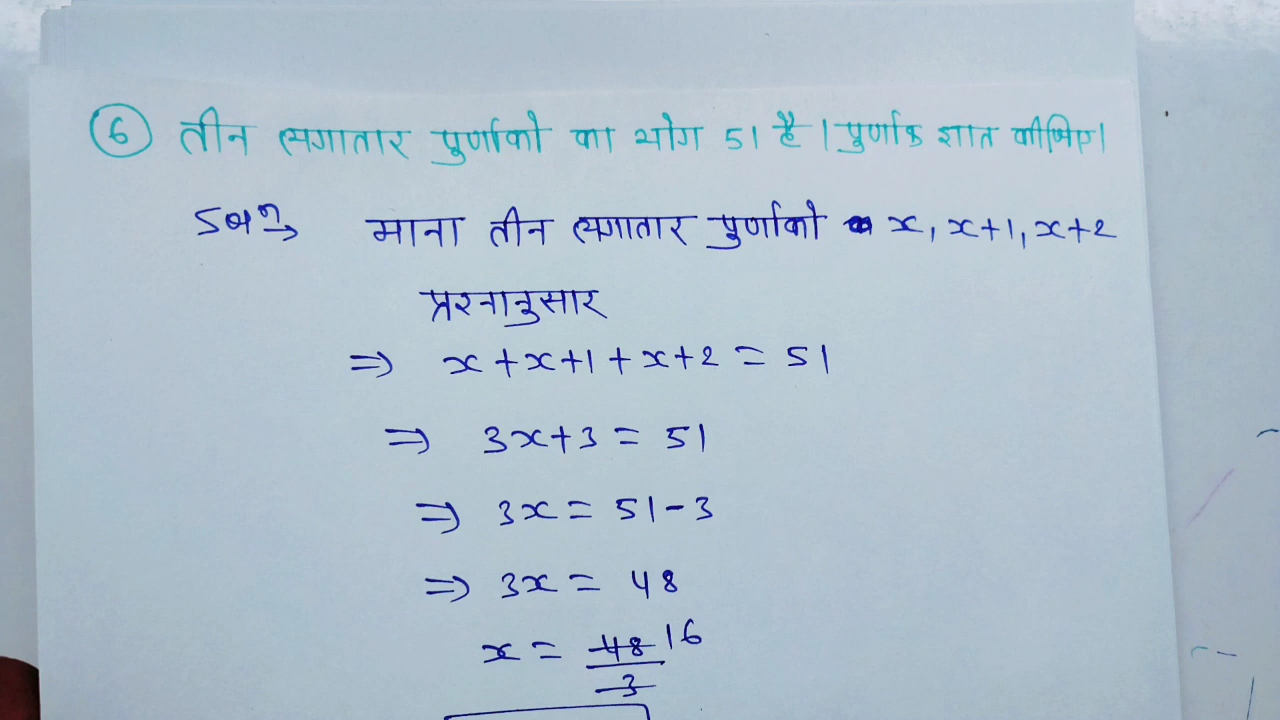 ⑥ तीन लगातार पुर्णाको का योग 51 है । पुर्णाक ज्ञात कीजिए।
Solⁿ→ माना तीन लगातार पुर्णाको x, x+1, x+2
प्रश्नानुसार
⇒ x+x+1+x+2 = 51
⇒ 3x+3 = 51
⇒ 3x = 51-3
⇒ 3x = 48
x = 48/3 16